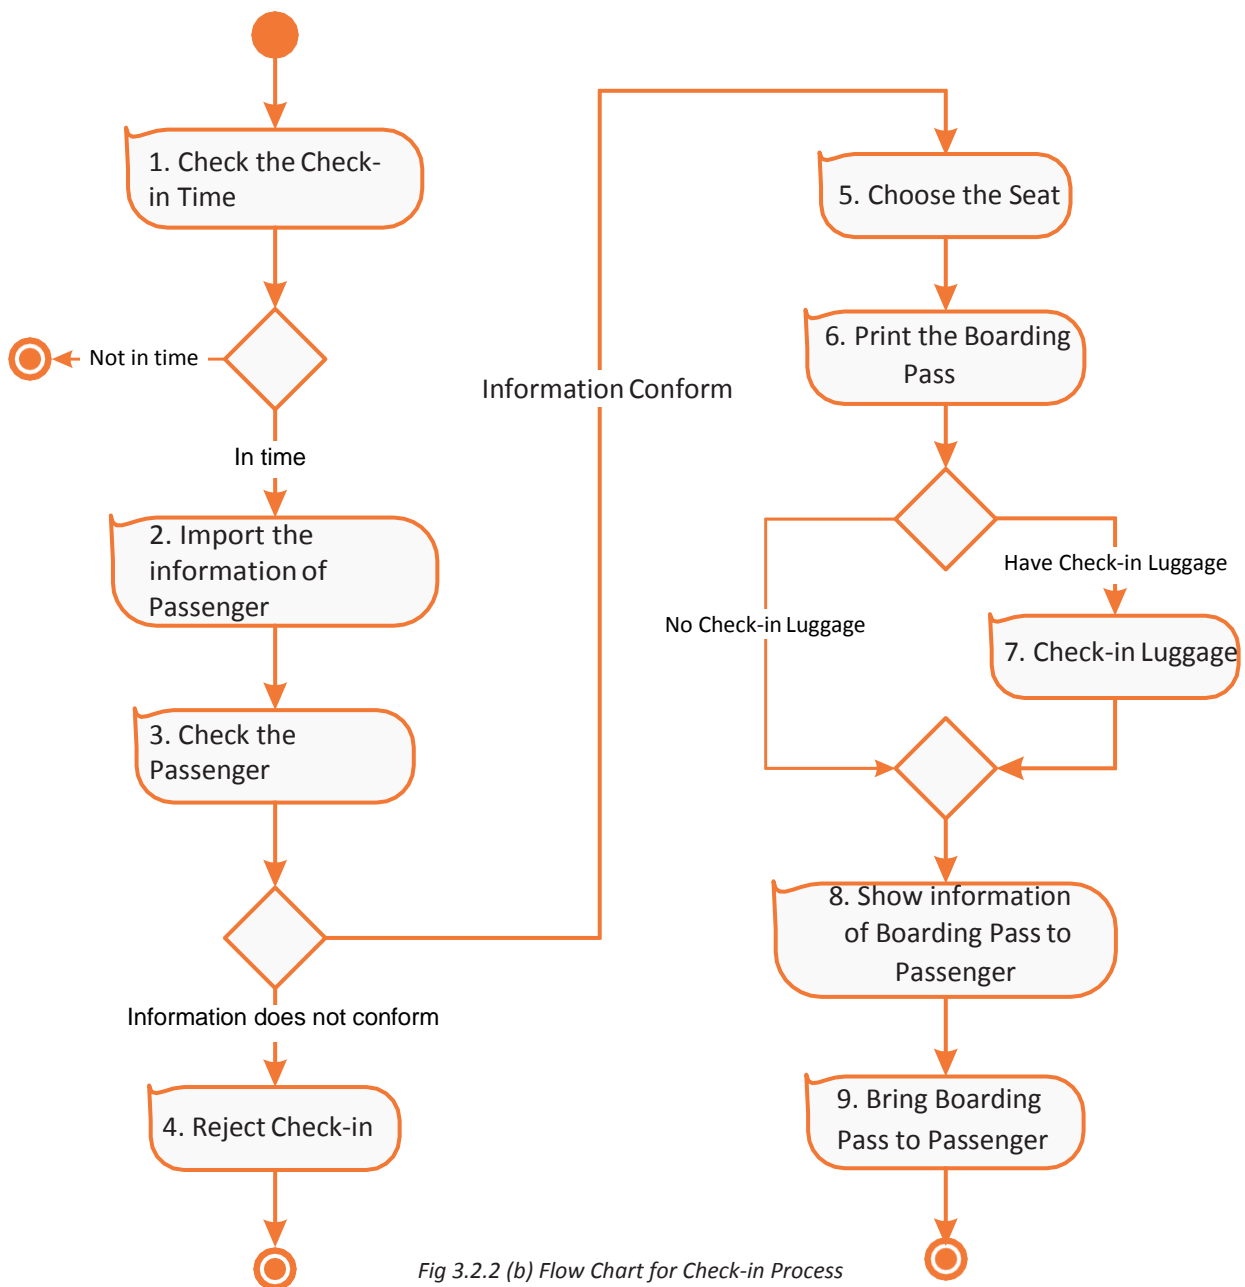 1. Check the Check-
in Time
Not in time
In time
2. Import the
information of
Passenger
3. Check the
Passenger
Information does not conform
4. Reject Check-in
Information Conform
5. Choose the Seat
6. Print the Boarding
Pass
Have Check-in Luggage
No Check-in Luggage
7. Check-in Luggage
8. Show information
of Boarding Pass to
Passenger
9. Bring Boarding
Pass to Passenger
Fig 3.2.2 (b) Flow Chart for Check-in Process